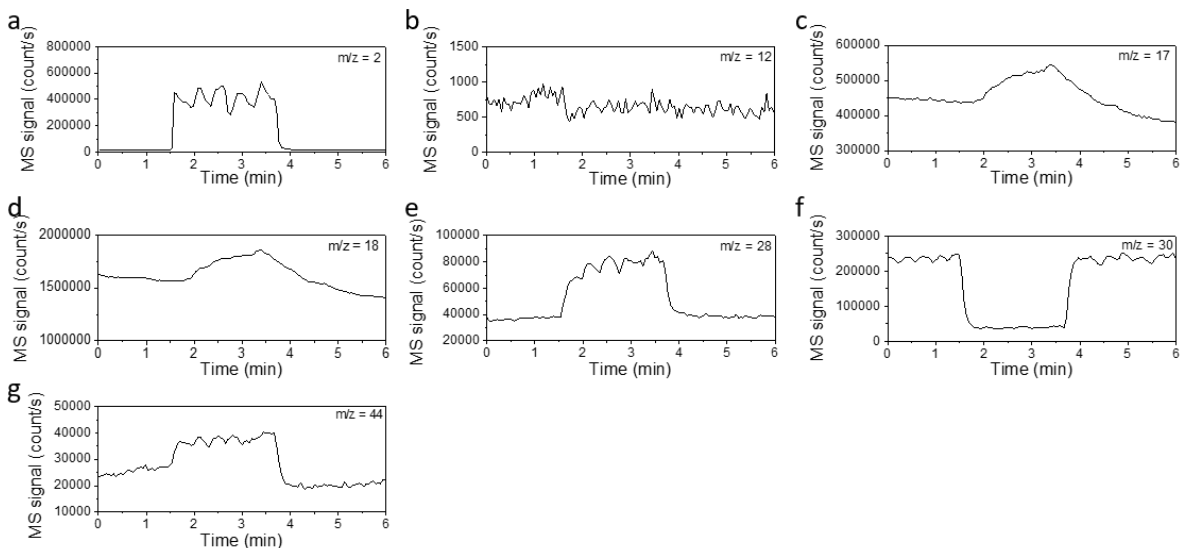 a
MS signal (count/s)
800000
600000
400000
200000
0
m/z = 2
0 1 2 3 4 5 6
Time (min)
b
MS signal (count/s)
1500
1000
500
0
m/z = 12
0 1 2 3 4 5 6
Time (min)
c
MS signal (count/s)
600000
500000
400000
300000
m/z = 17
0 1 2 3 4 5 6
Time (min)
d
MS signal (count/s)
2000000
1500000
1000000
m/z = 18
0 1 2 3 4 5 6
Time (min)
e
MS signal (count/s)
100000
80000
60000
40000
20000
m/z = 28
0 1 2 3 4 5 6
Time (min)
f
MS signal (count/s)
300000
200000
100000
0
m/z = 30
0 1 2 3 4 5 6
Time (min)
g
MS signal (count/s)
50000
40000
30000
20000
10000
m/z = 44
0 1 2 3 4 5 6
Time (min)